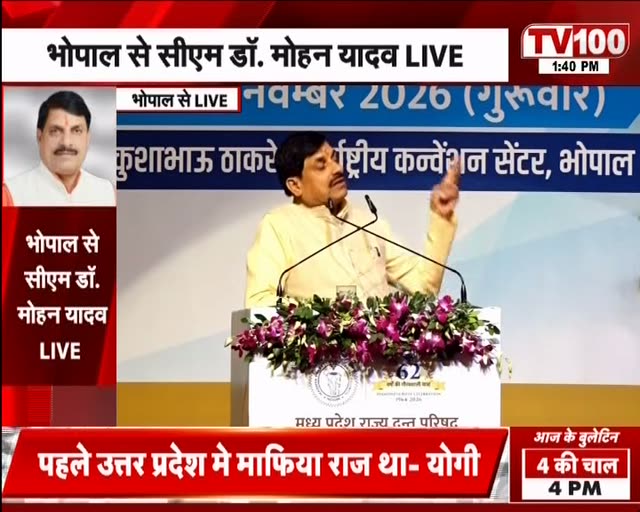 भोपाल से सीएम डॉ. मोहन यादव LIVE
TV100
1:40 PM
भोपाल से LIVE
नवम्बर 2026 (गुरूवार)
कुशाभाऊ ठाकरे
कन्वेंशन सेंटर, भोपाल
भोपाल से
सीएम डॉ.
मोहन यादव
LIVE
62
मध्य प्रदेश राज्य दन्त परिषद
पहले उत्तर प्रदेश मे माफिया राज था- योगी
आज के बुलेटिन
4 की चाल
4 PM